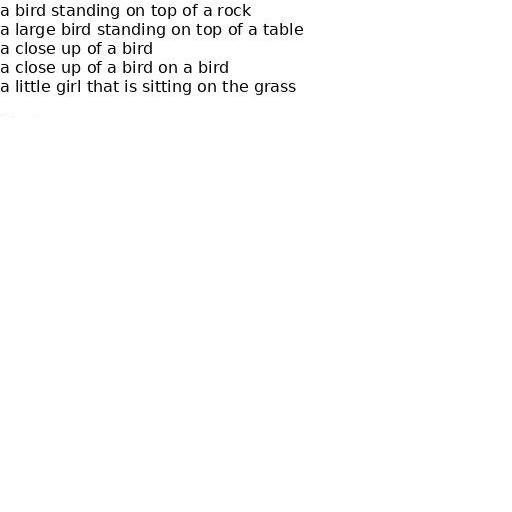 a bird standing on top of a rock
a large bird standing on top of a table
a close up of a bird
a close up of a bird on a bird
a little girl that is sitting on the grass